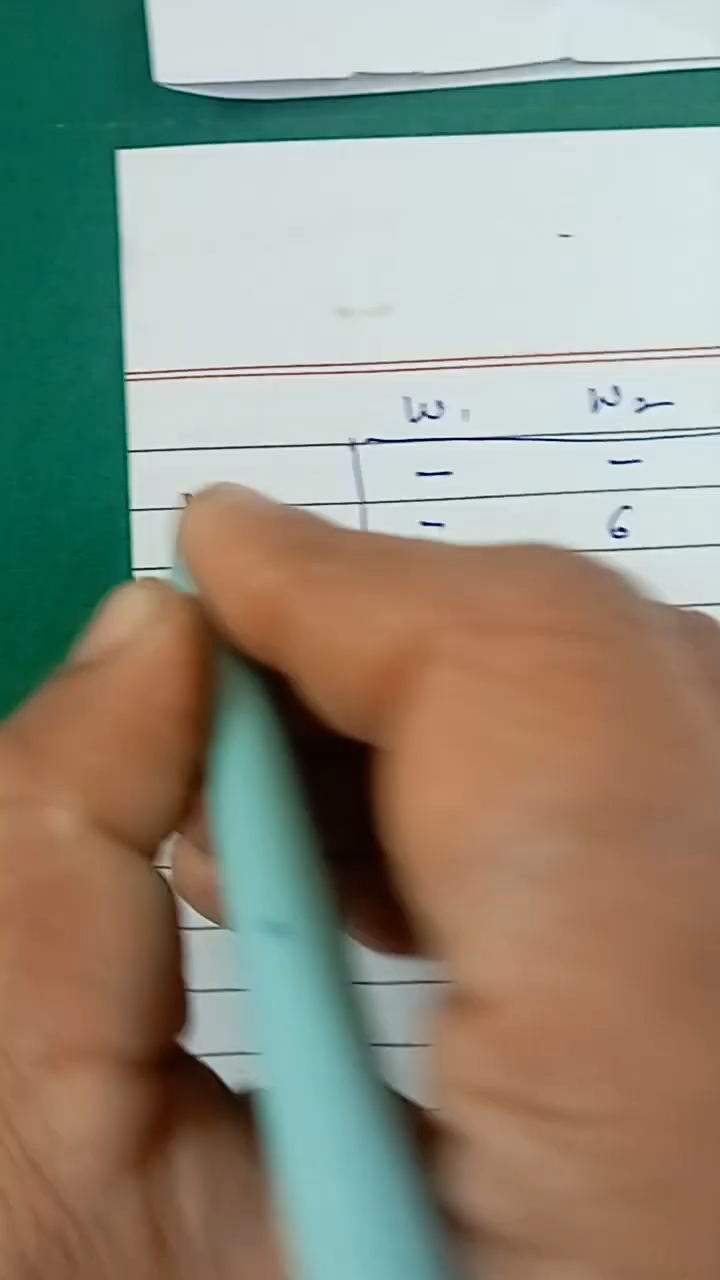 W₁ W₂
— —
- 6